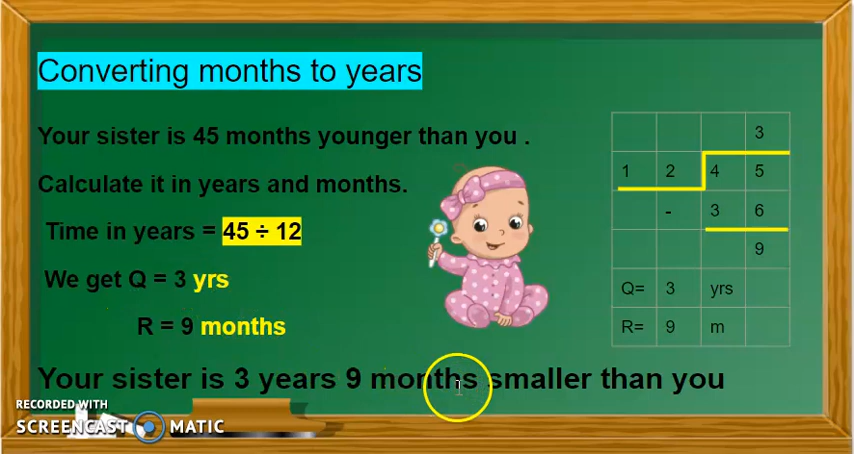 Converting months to years
Your sister is 45 months younger than you .
Calculate it in years and months.
Time in years = 45 ÷ 12
We get Q = 3 yrs
R = 9 months
Your sister is 3 years 9 months smaller than you
3
1 2 4 5
- 3 6
9
Q= 3 yrs
R= 9 m
RECORDED WITH
SCREENCAST MATIC